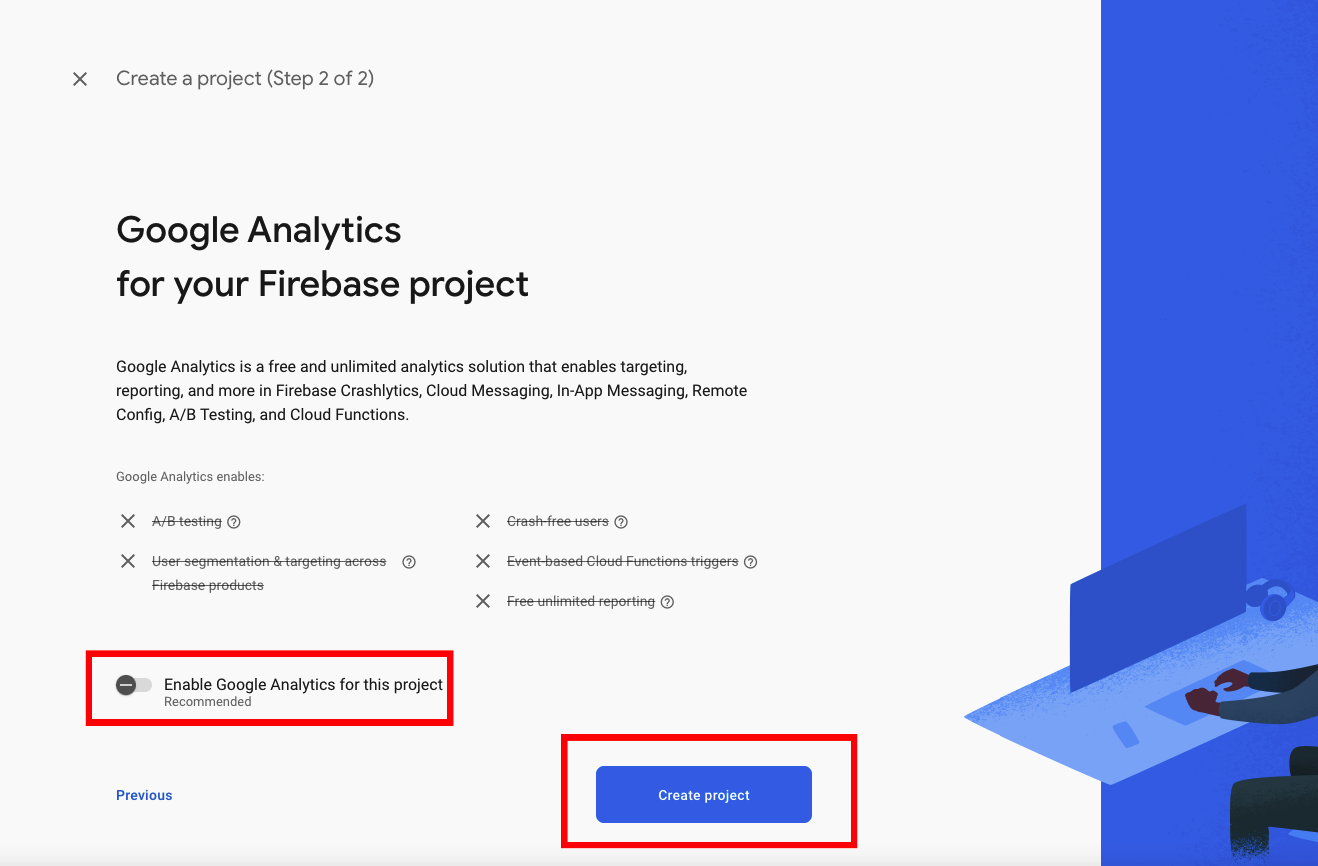 Create a project (Step 2 of 2)
Google Analytics
for your Firebase project
Google Analytics is a free and unlimited analytics solution that enables targeting,
reporting, and more in Firebase Crashlytics, Cloud Messaging, In-App Messaging, Remote
Config, A/B Testing, and Cloud Functions.
Google Analytics enables:
A/B testing
User segmentation & targeting across
Firebase products
Crash-free users
Event-based Cloud Functions triggers
Free unlimited reporting
Enable Google Analytics for this project
Recommended
Previous
Create project